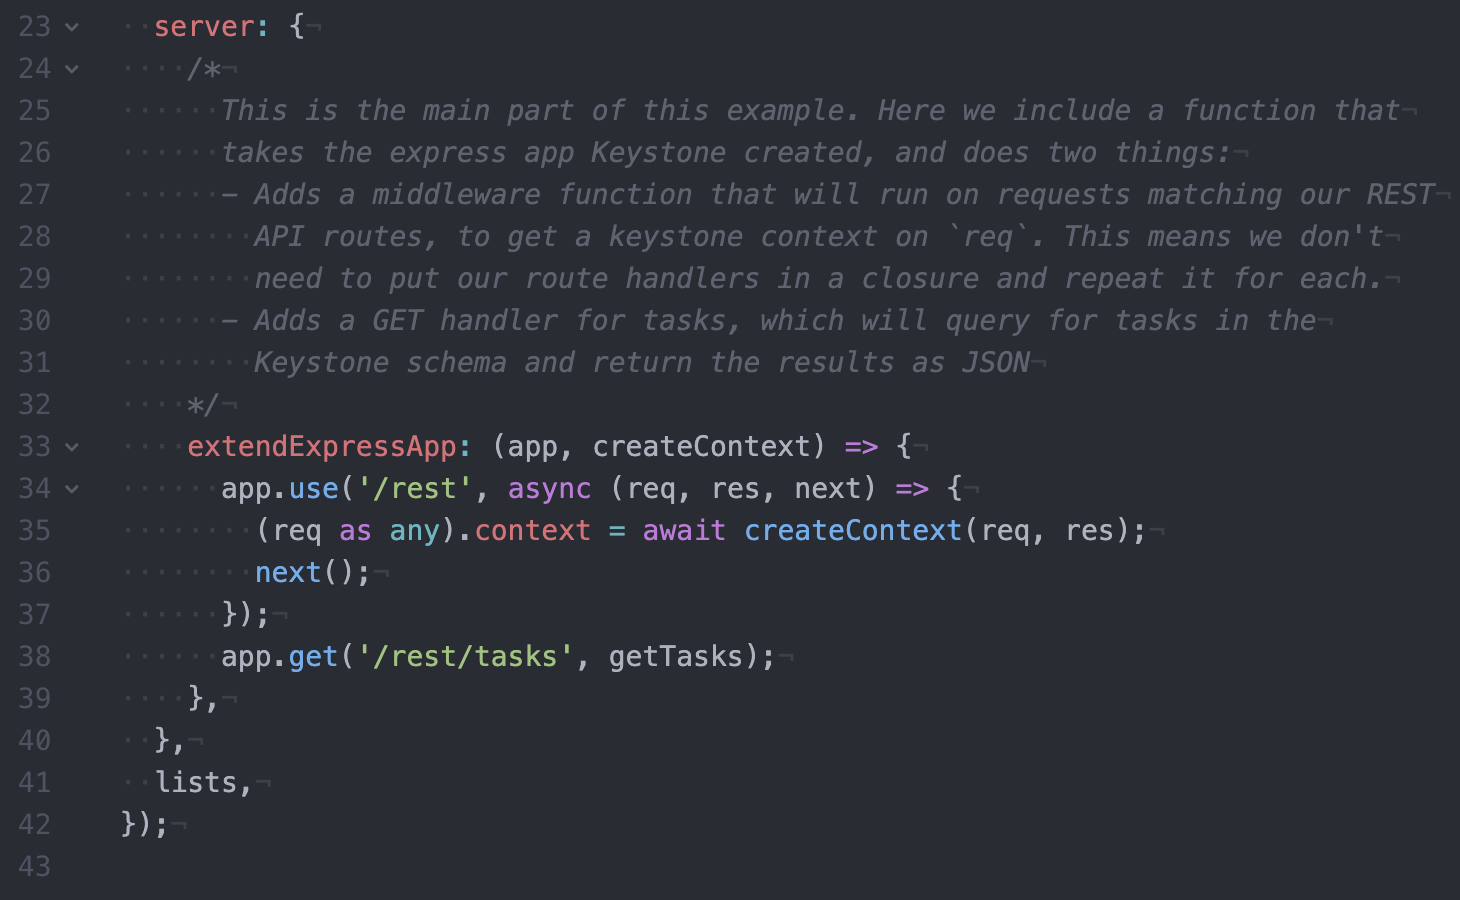 23   server: {¬
24     /*¬
25       This is the main part of this example. Here we include a function that¬
26       takes the express app Keystone created, and does two things:¬
27       – Adds a middleware function that will run on requests matching our REST¬
28         API routes, to get a keystone context on `req`. This means we don't¬
29         need to put our route handlers in a closure and repeat it for each.¬
30       – Adds a GET handler for tasks, which will query for tasks in the¬
31         Keystone schema and return the results as JSON¬
32     */¬
33     extendExpressApp: (app, createContext) => {¬
34       app.use('/rest', async (req, res, next) => {¬
35         (req as any).context = await createContext(req, res);¬
36         next();¬
37       });¬
38       app.get('/rest/tasks', getTasks);¬
39     },¬
40   },¬
41   lists,¬
42 });¬
43